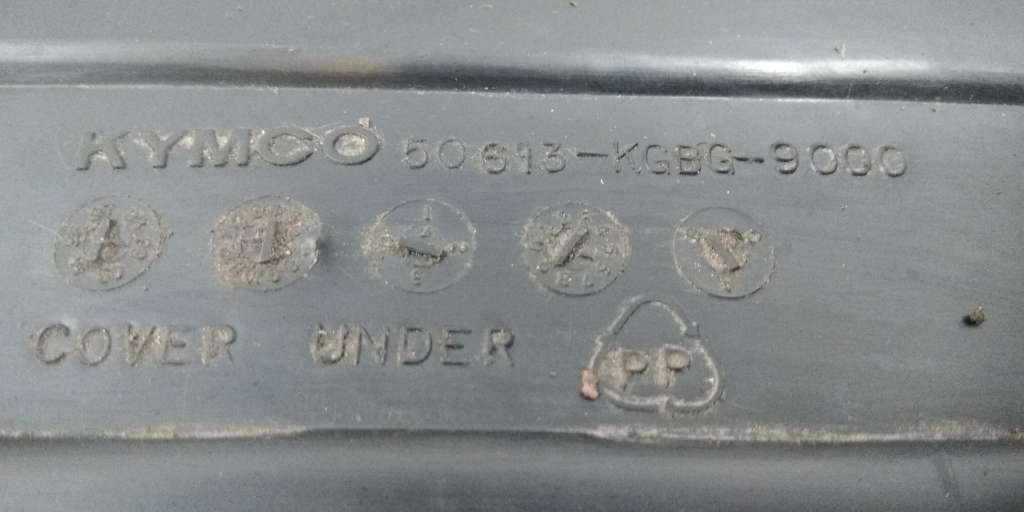 KYMCO 50613-KGBG-9000
COVER UNDER
PP